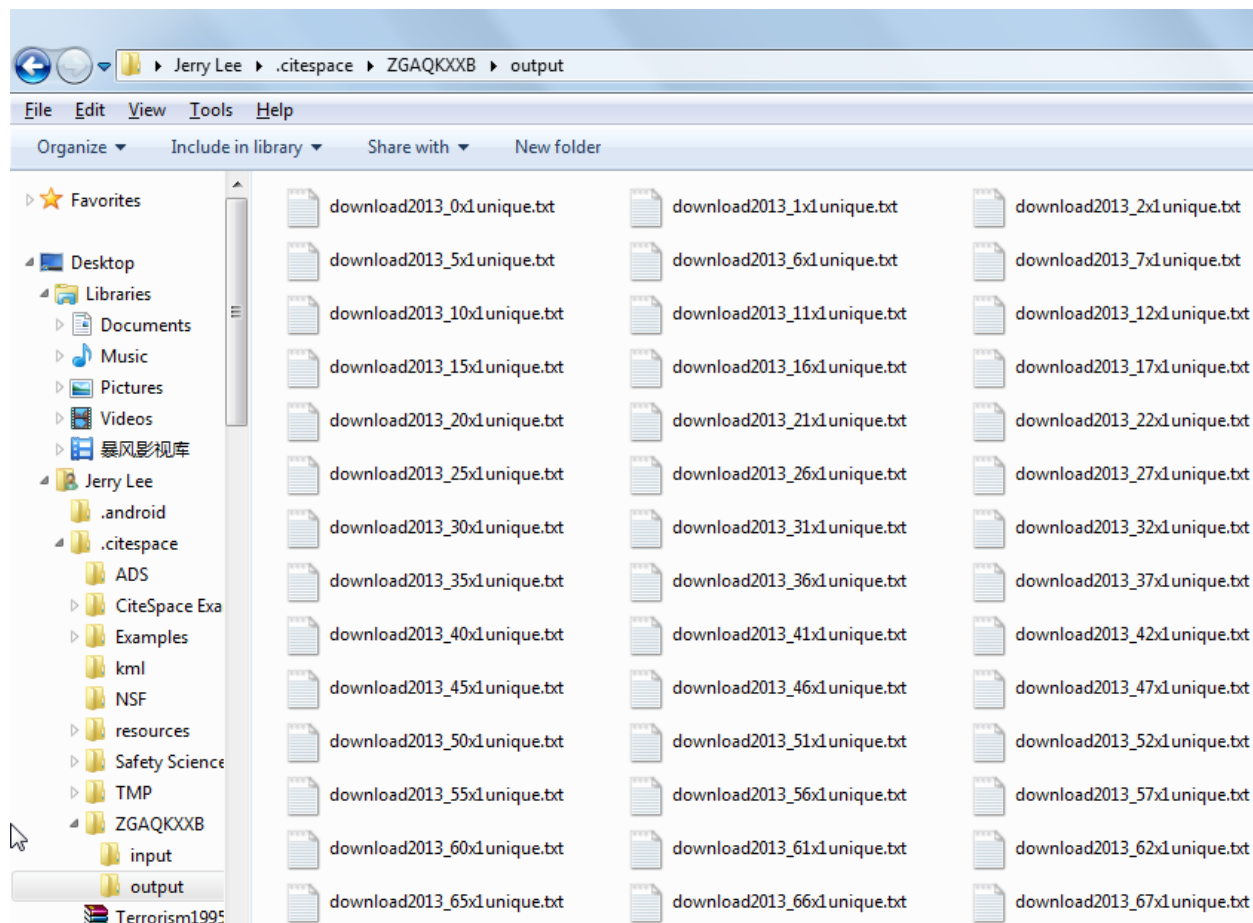 Jerry Lee .citespace ZGAQKXXB output
File Edit View Tools Help
Organize Include in library Share with New folder
Favorites
Desktop
Libraries
Documents
Music
Pictures
Videos
暴风影视库
Jerry Lee
.android
.citespace
ADS
CiteSpace Exa
Examples
kml
NSF
resources
Safety Science
TMP
ZGAQKXXB
input
output
Terrorism1995
download2013_0x1unique.txt download2013_1x1unique.txt download2013_2x1unique.txt
download2013_5x1unique.txt download2013_6x1unique.txt download2013_7x1unique.txt
download2013_10x1unique.txt download2013_11x1unique.txt download2013_12x1unique.txt
download2013_15x1unique.txt download2013_16x1unique.txt download2013_17x1unique.txt
download2013_20x1unique.txt download2013_21x1unique.txt download2013_22x1unique.txt
download2013_25x1unique.txt download2013_26x1unique.txt download2013_27x1unique.txt
download2013_30x1unique.txt download2013_31x1unique.txt download2013_32x1unique.txt
download2013_35x1unique.txt download2013_36x1unique.txt download2013_37x1unique.txt
download2013_40x1unique.txt download2013_41x1unique.txt download2013_42x1unique.txt
download2013_45x1unique.txt download2013_46x1unique.txt download2013_47x1unique.txt
download2013_50x1unique.txt download2013_51x1unique.txt download2013_52x1unique.txt
download2013_55x1unique.txt download2013_56x1unique.txt download2013_57x1unique.txt
download2013_60x1unique.txt download2013_61x1unique.txt download2013_62x1unique.txt
download2013_65x1unique.txt download2013_66x1unique.txt download2013_67x1unique.txt